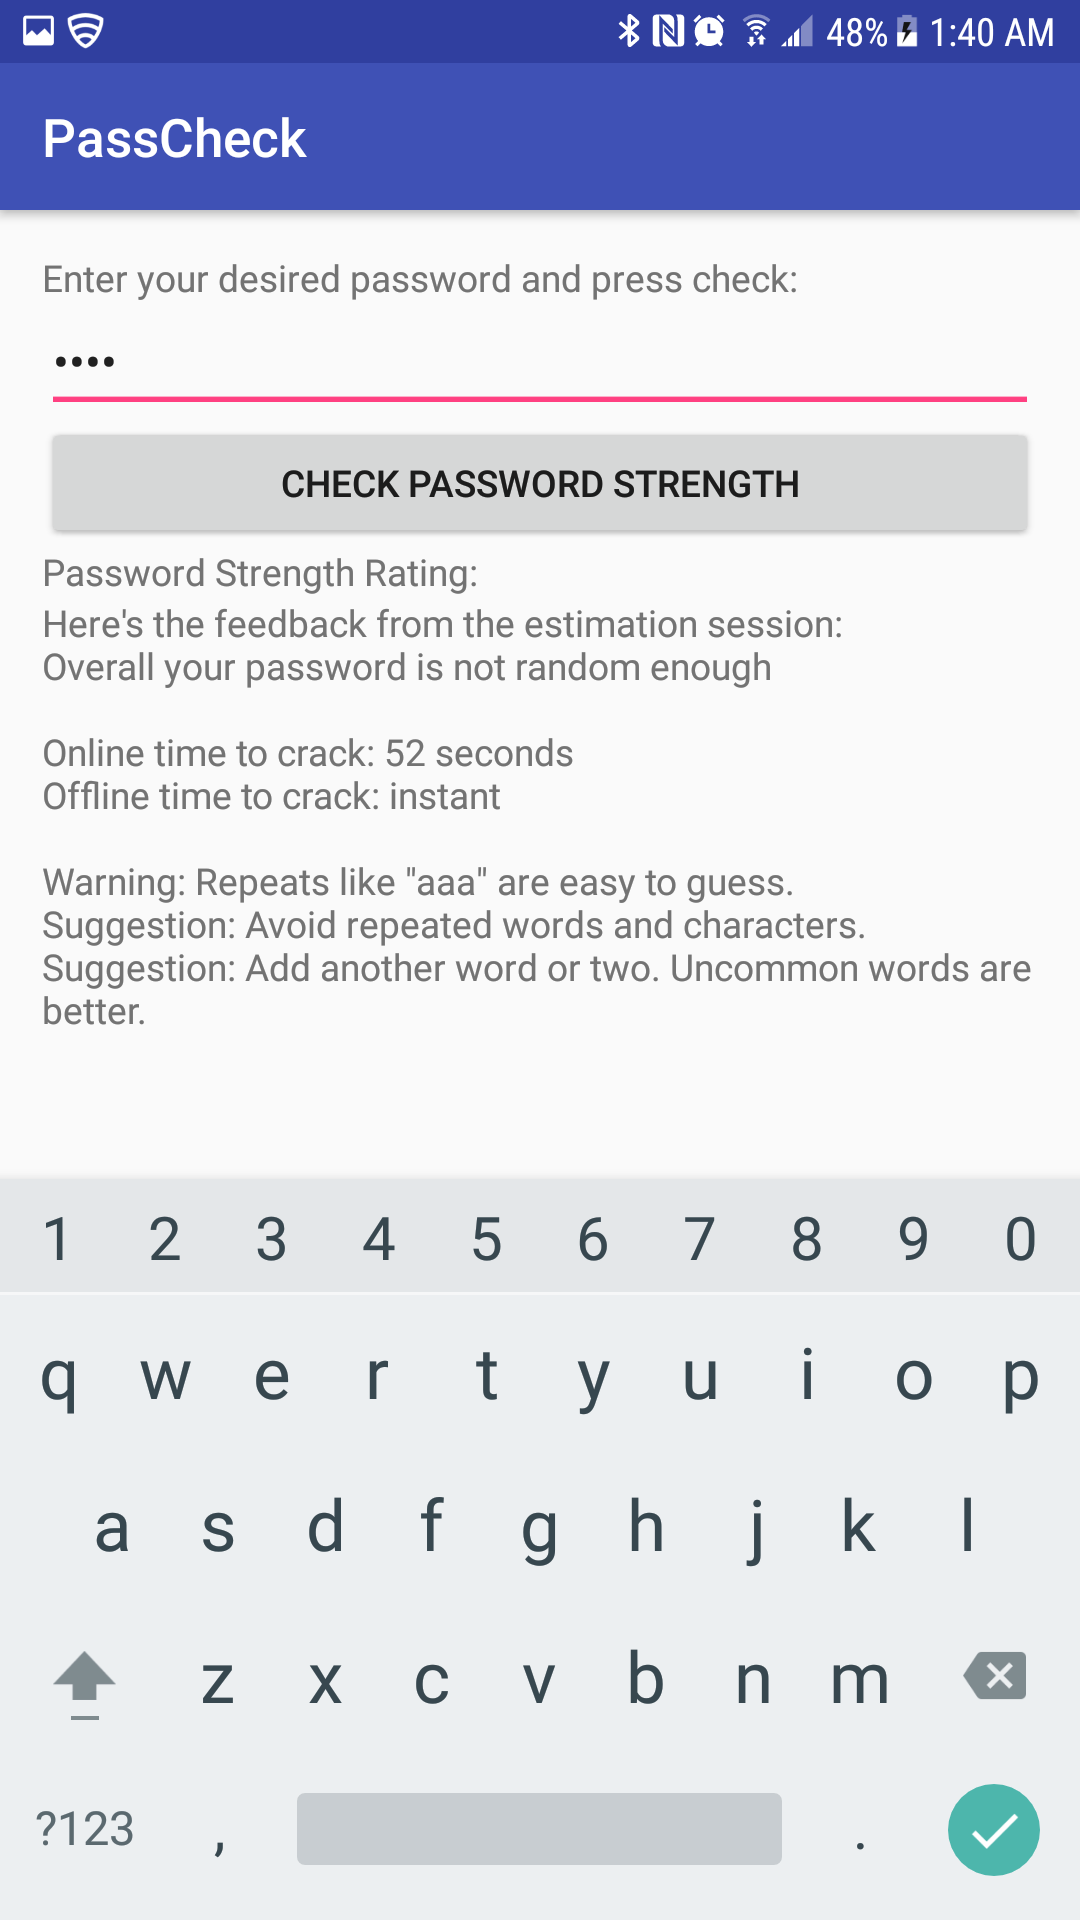 48% 1:40 AM
PassCheck
Enter your desired password and press check:
••••
CHECK PASSWORD STRENGTH
Password Strength Rating:
Here's the feedback from the estimation session:
Overall your password is not random enough
Online time to crack: 52 seconds
Offline time to crack: instant
Warning: Repeats like "aaa" are easy to guess.
Suggestion: Avoid repeated words and characters.
Suggestion: Add another word or two. Uncommon words are
better.
1 2 3 4 5 6 7 8 9 0
q w e r t y u i o p
a s d f g h j k l
z x c v b n m
?123 , .